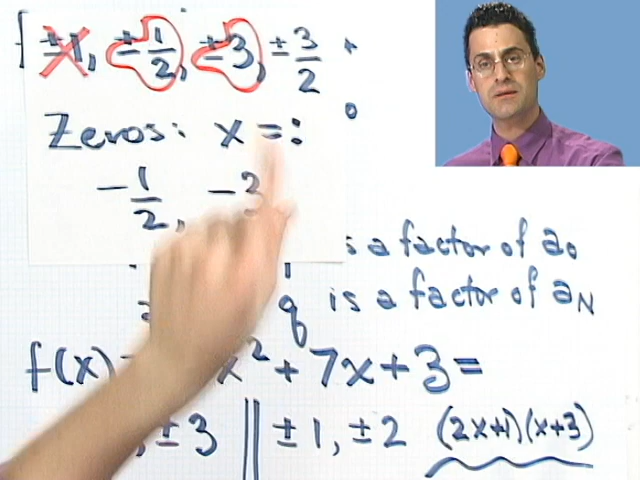 ±1, ±1/2, ±3, ±3/2
Zeros: x =:
-1/2, -3
is a factor of a₀
q is a factor of a_N
f(x) x² + 7x + 3 =
, ±3 || ±1, ±2 (2x+1)(x+3)